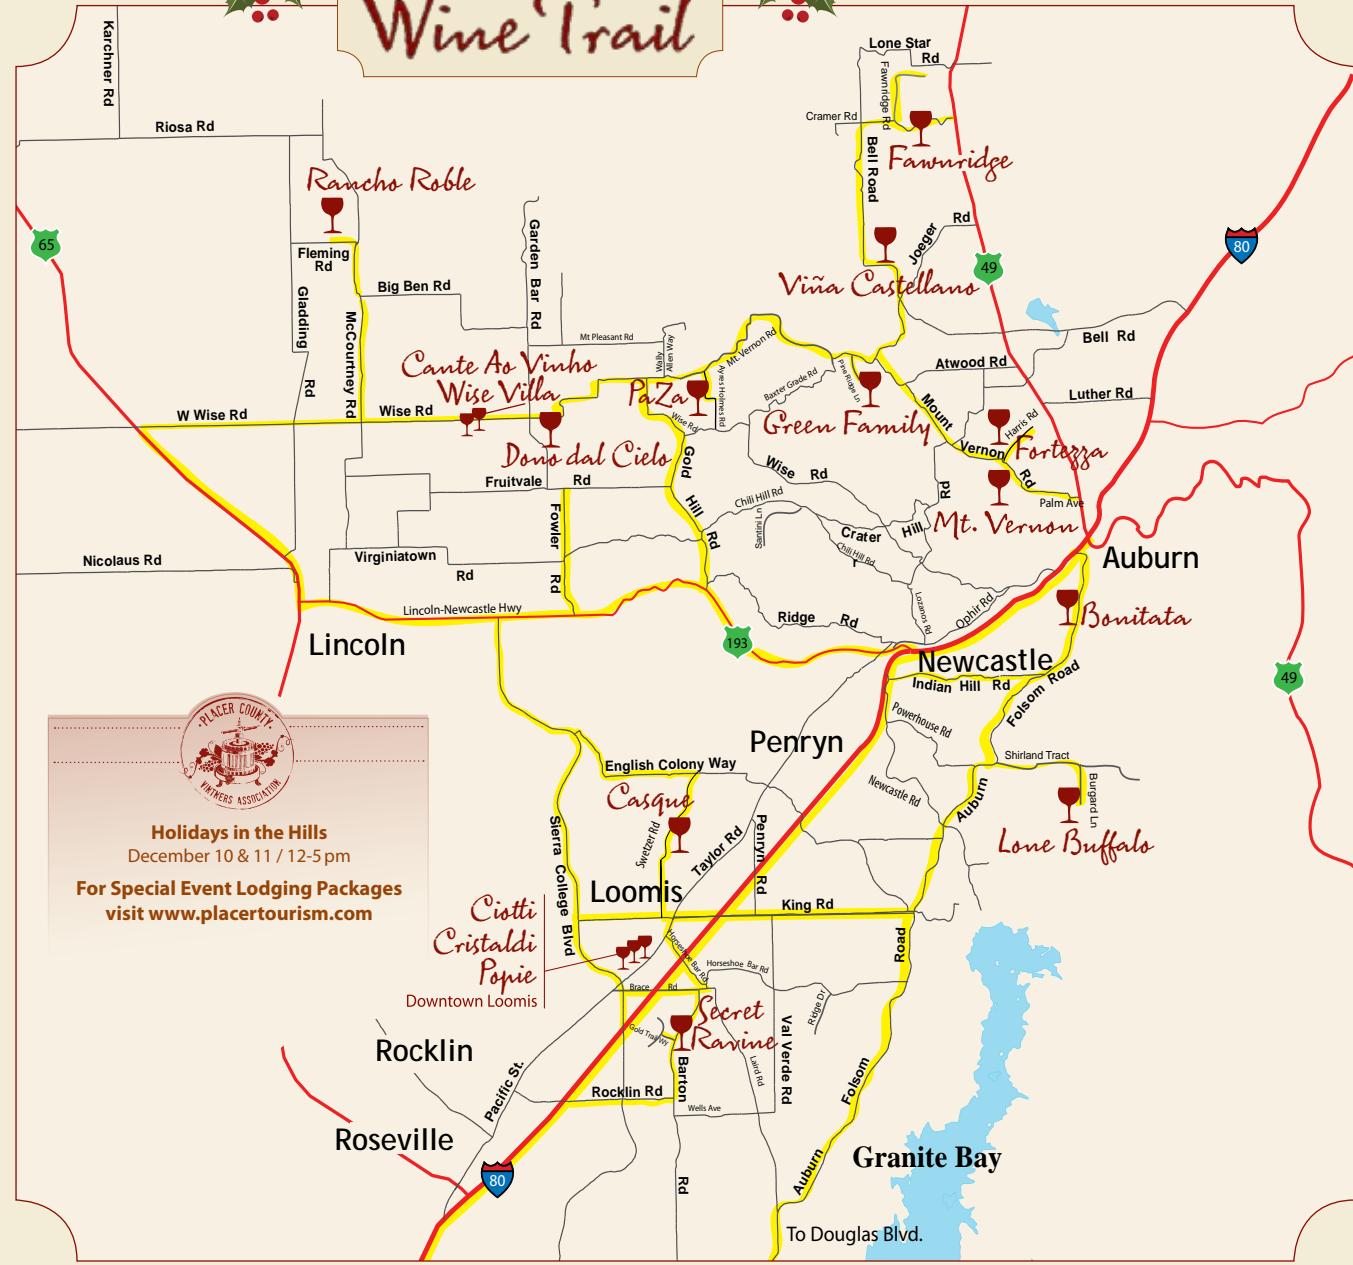 Wine Trail
Karchner Rd
Riosa Rd
Lone Star
Rd
Fawnridge Rd
Cramer Rd
Fawnridge
Bell Road
Rancho Roble
65
Fleming
Rd
Gladding
Rd
Big Ben Rd
McCourtney Rd
Garden Bar Rd
Joeger
Rd
80
49
Viña Castellano
Mt Pleasant Rd
Wally
Allen Way
Mt. Vernon Rd
Bell Rd
Cante Ao Vinho
Wise Villa
PaZa
Ayres Holmes Rd
Baxter Grade Rd
Pine Ridge Ln
Atwood Rd
Luther Rd
W Wise Rd
Wise Rd
Wise Rd
Green Family
Mount
Vernon
Rd
Harris Rd
Fortezza
Dono dal Cielo
Gold
Hill
Rd
Wise Rd
Fruitvale Rd
Chili Hill Rd
Santini Ln
Crater
Hill
Rd
Chili Hill Rd
r
Mt. Vernon
Palm Ave
Fowler
Rd
Nicolaus Rd
Virginiatown
Rd
Auburn
Lincoln-Newcastle Hwy
Lincoln
193
Ridge Rd
Lozanos Rd
Ophir Rd
Bonitata
Newcastle
Indian Hill Rd
Folsom Road
49
Powerhouse Rd
Penryn
PLACER COUNTY
VINTNERS ASSOCIATION
Holidays in the Hills
December 10 & 11 / 12-5 pm
For Special Event Lodging Packages
visit www.placertourism.com
English Colony Way
Shirland Tract
Burgard Ln
Newcastle Rd
Auburn
Casque
Swetzer Rd
Taylor Rd
Penryn Rd
Lone Buffalo
Sierra College Blvd
Loomis
King Rd
Ciotti
Cristaldi
Popie
Downtown Loomis
Horseshoe Bar Rd
Horseshoe Bar Rd
Road
Brace Rd
Ridge Dr
Secret
Ravine
Gold Trail Wy
Val Verde Rd
Rocklin
Laird Rd
Barton
Rd
Folsom
Pacific St.
Rocklin Rd
Wells Ave
Roseville
80
Granite Bay
Auburn
To Douglas Blvd.